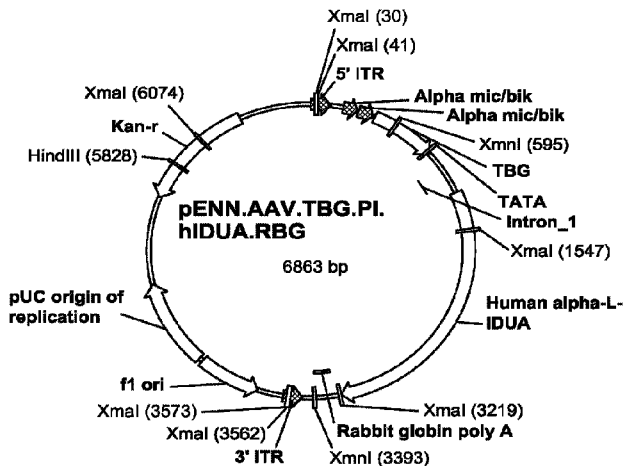 XmaI (30)
XmaI (41)
5' ITR
XmaI (6074)
Alpha mic/bik
Kan-r
Alpha mic/bik
XmnI (595)
HindIII (5828)
TBG
TATA
pENN.AAV.TBG.PI.
hIDUA.RBG
Intron_1
XmaI (1547)
6863 bp
pUC origin of
replication
Human alpha-L-
IDUA
f1 ori
XmaI (3573)
XmaI (3219)
XmaI (3562)
Rabbit globin poly A
3' ITR
XmnI (3393)